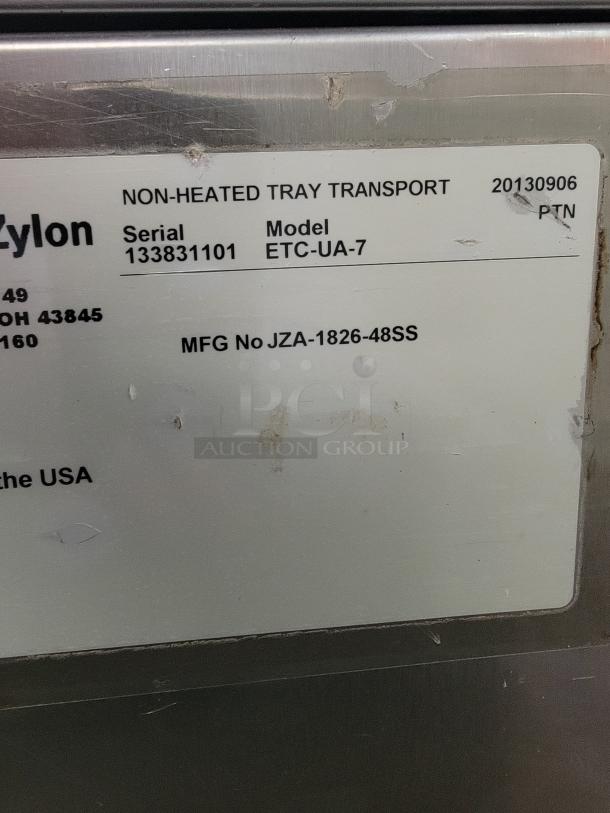 NON-HEATED TRAY TRANSPORT 20130906
PTN
Zylon
Serial Model
133831101 ETC-UA-7
49
OH 43845
160
MFG No JZA-1826-48SS
PCI
AUCTION GROUP
the USA